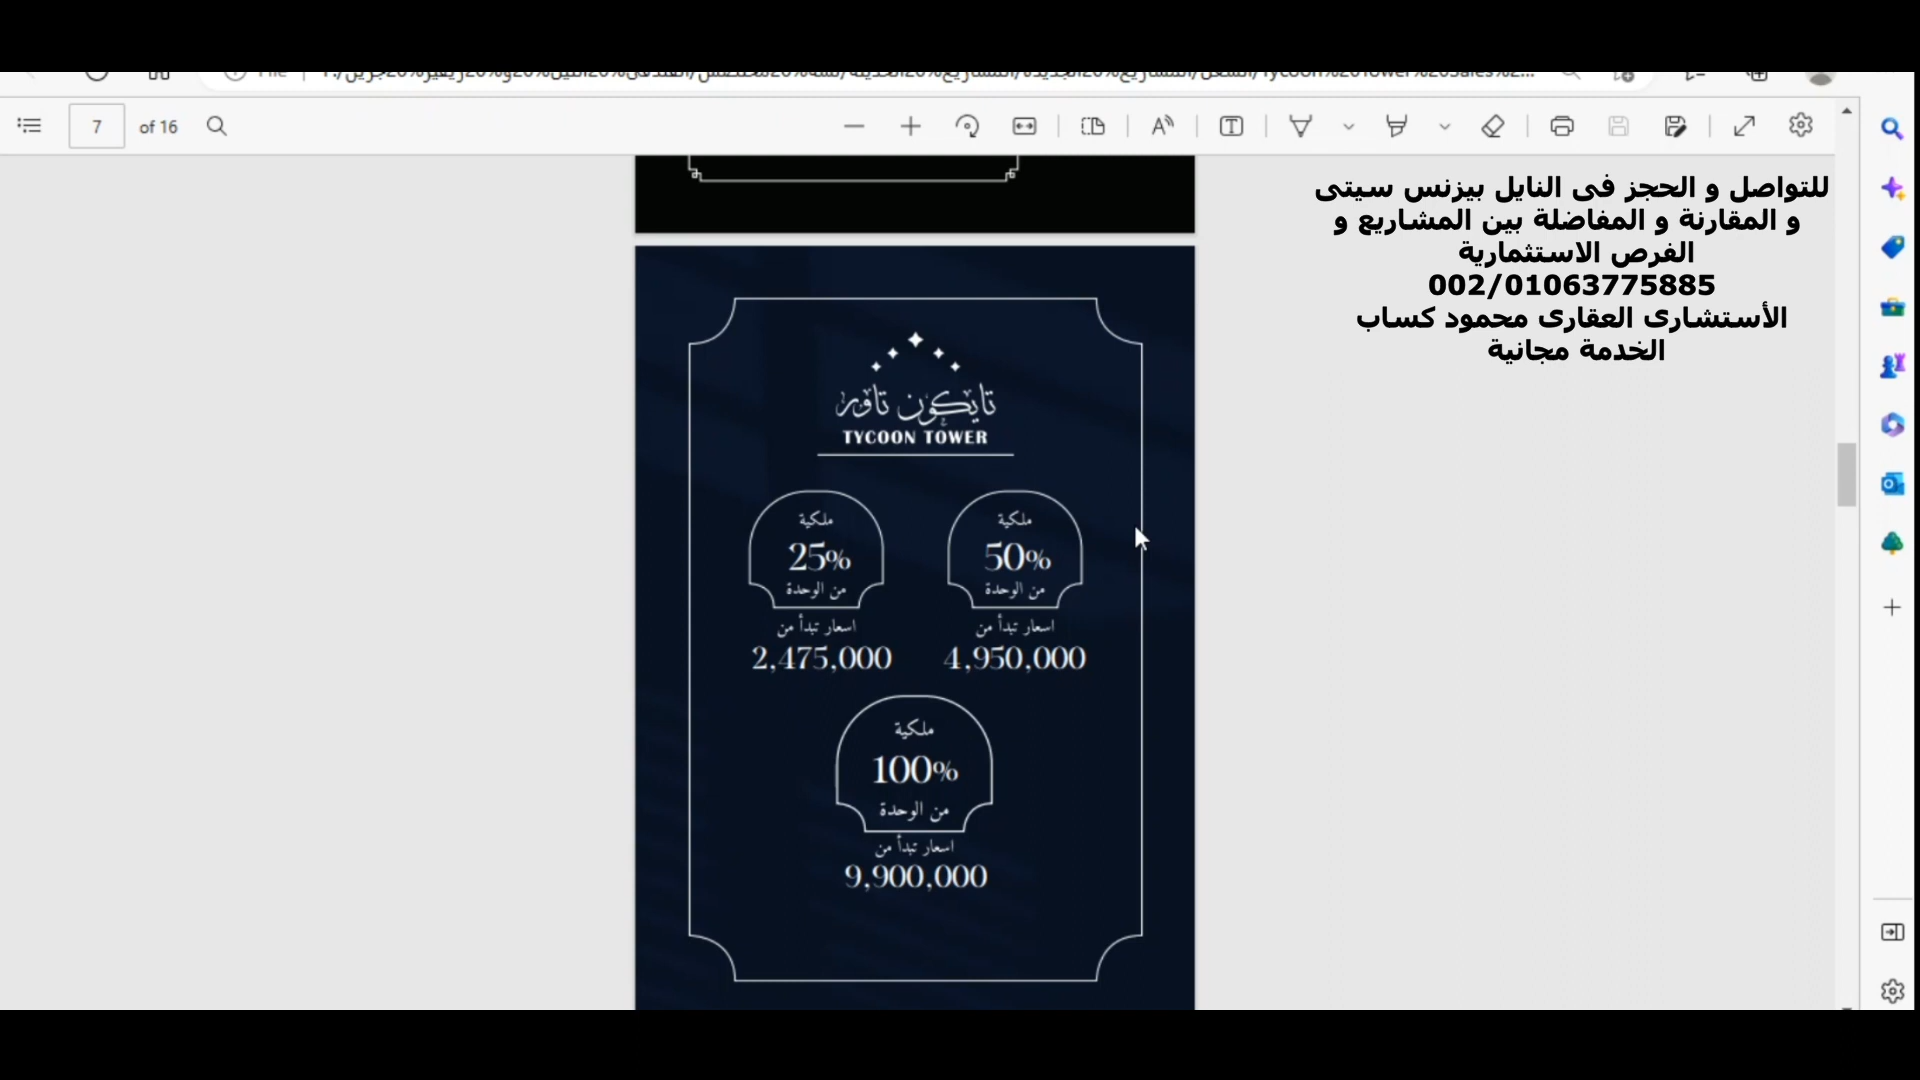 7 of 16
للتواصل و الحجز فى النايل بيزنس سيتى
و المقارنة و المفاضلة بين المشاريع و
الفرص الاستثمارية
002/01063775885
الأستشارى العقارى محمود كساب
الخدمة مجانية
تايكون تاور
TYCOON TOWER
ملكية
50%
من الوحدة
اسعار تبدأ من
4,950,000
ملكية
25%
من الوحدة
اسعار تبدأ من
2,475,000
ملكية
100%
من الوحدة
اسعار تبدأ من
9,900,000